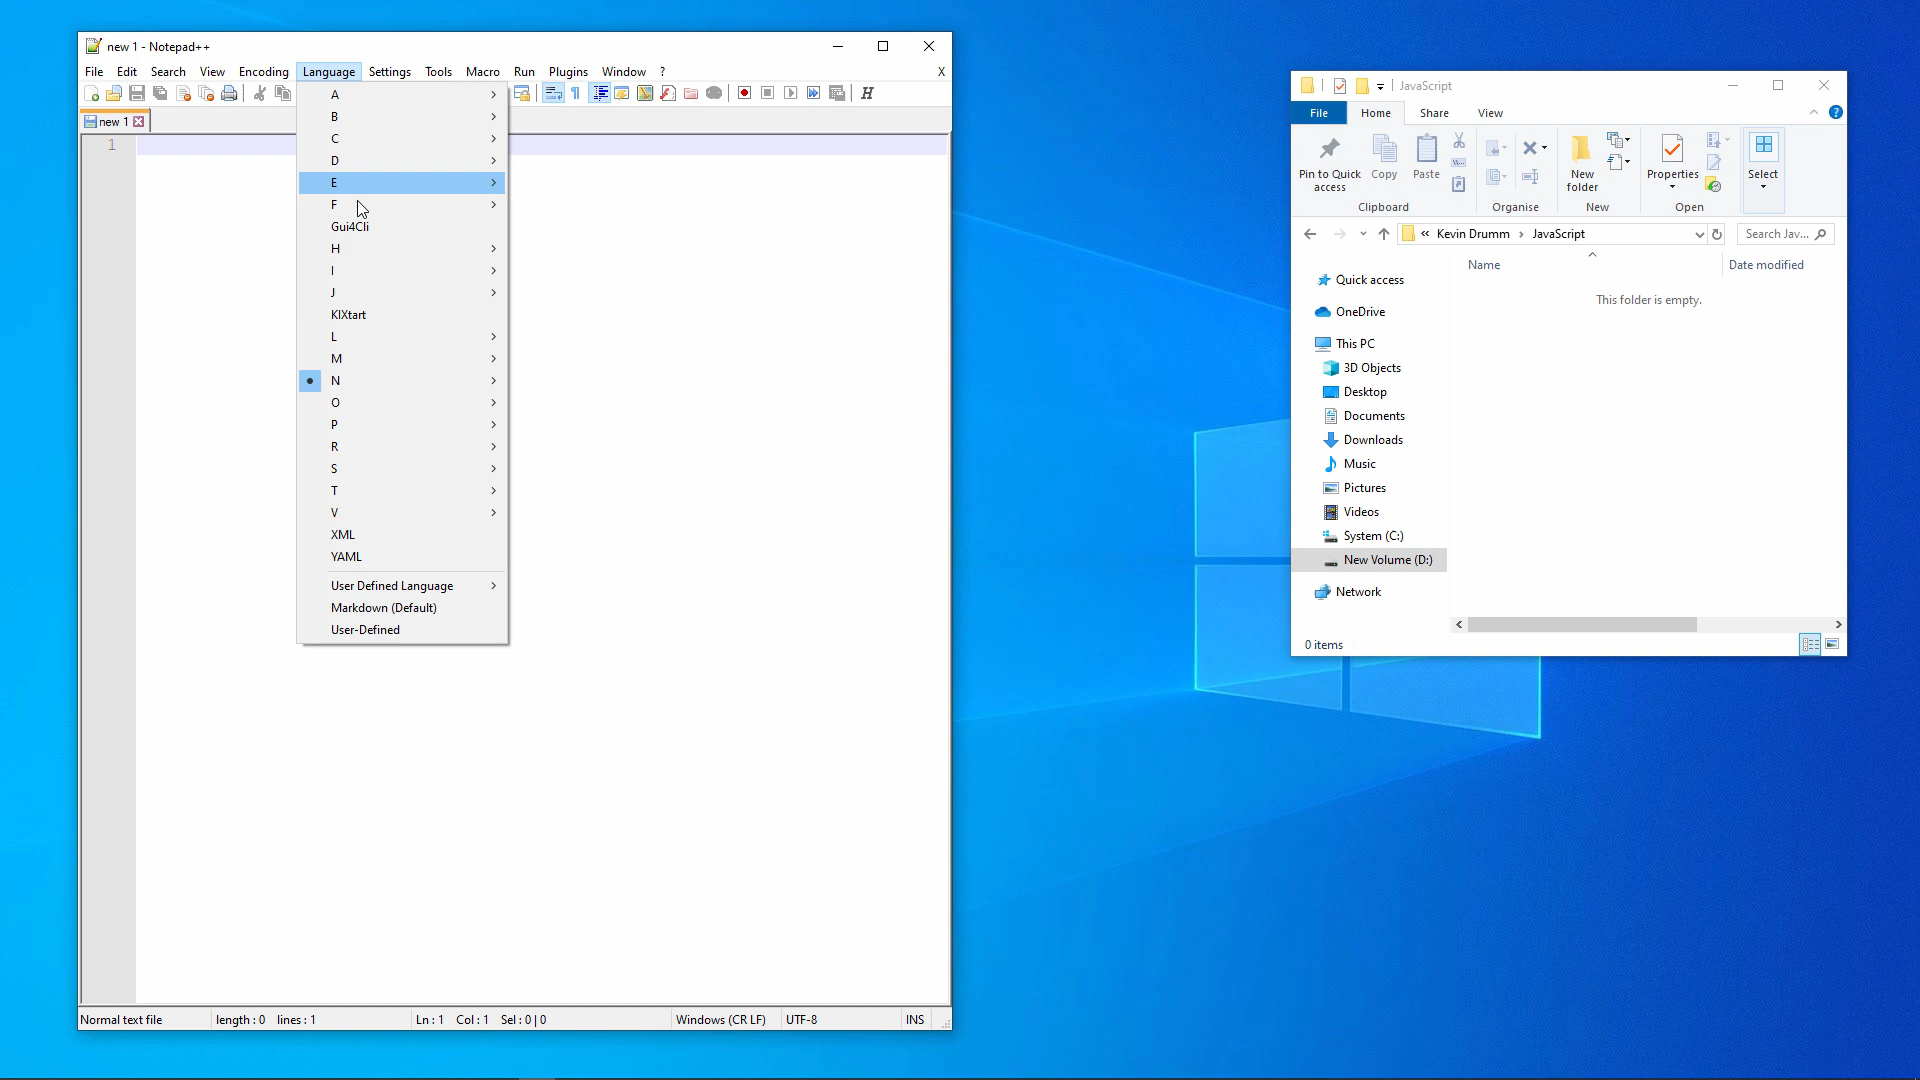 new 1 - Notepad++
File Edit Search View Encoding Language Settings Tools Macro Run Plugins Window ? X
H
new 1
1
A
B
C
D
E
F
Gui4Cli
H
I
J
KIXtart
L
M
N
O
P
R
S
T
V
XML
YAML
User Defined Language
Markdown (Default)
User-Defined
Normal text file length : 0 lines : 1 Ln : 1 Col : 1 Sel : 0 | 0 Windows (CR LF) UTF-8 INS
JavaScript
File Home Share View
Pin to Quick access
Copy
Paste
New folder
Properties
Select
Clipboard Organise New Open
« Kevin Drumm › JavaScript Search Jav...
Name Date modified
This folder is empty.
Quick access
OneDrive
This PC
3D Objects
Desktop
Documents
Downloads
Music
Pictures
Videos
System (C:)
New Volume (D:)
Network
0 items